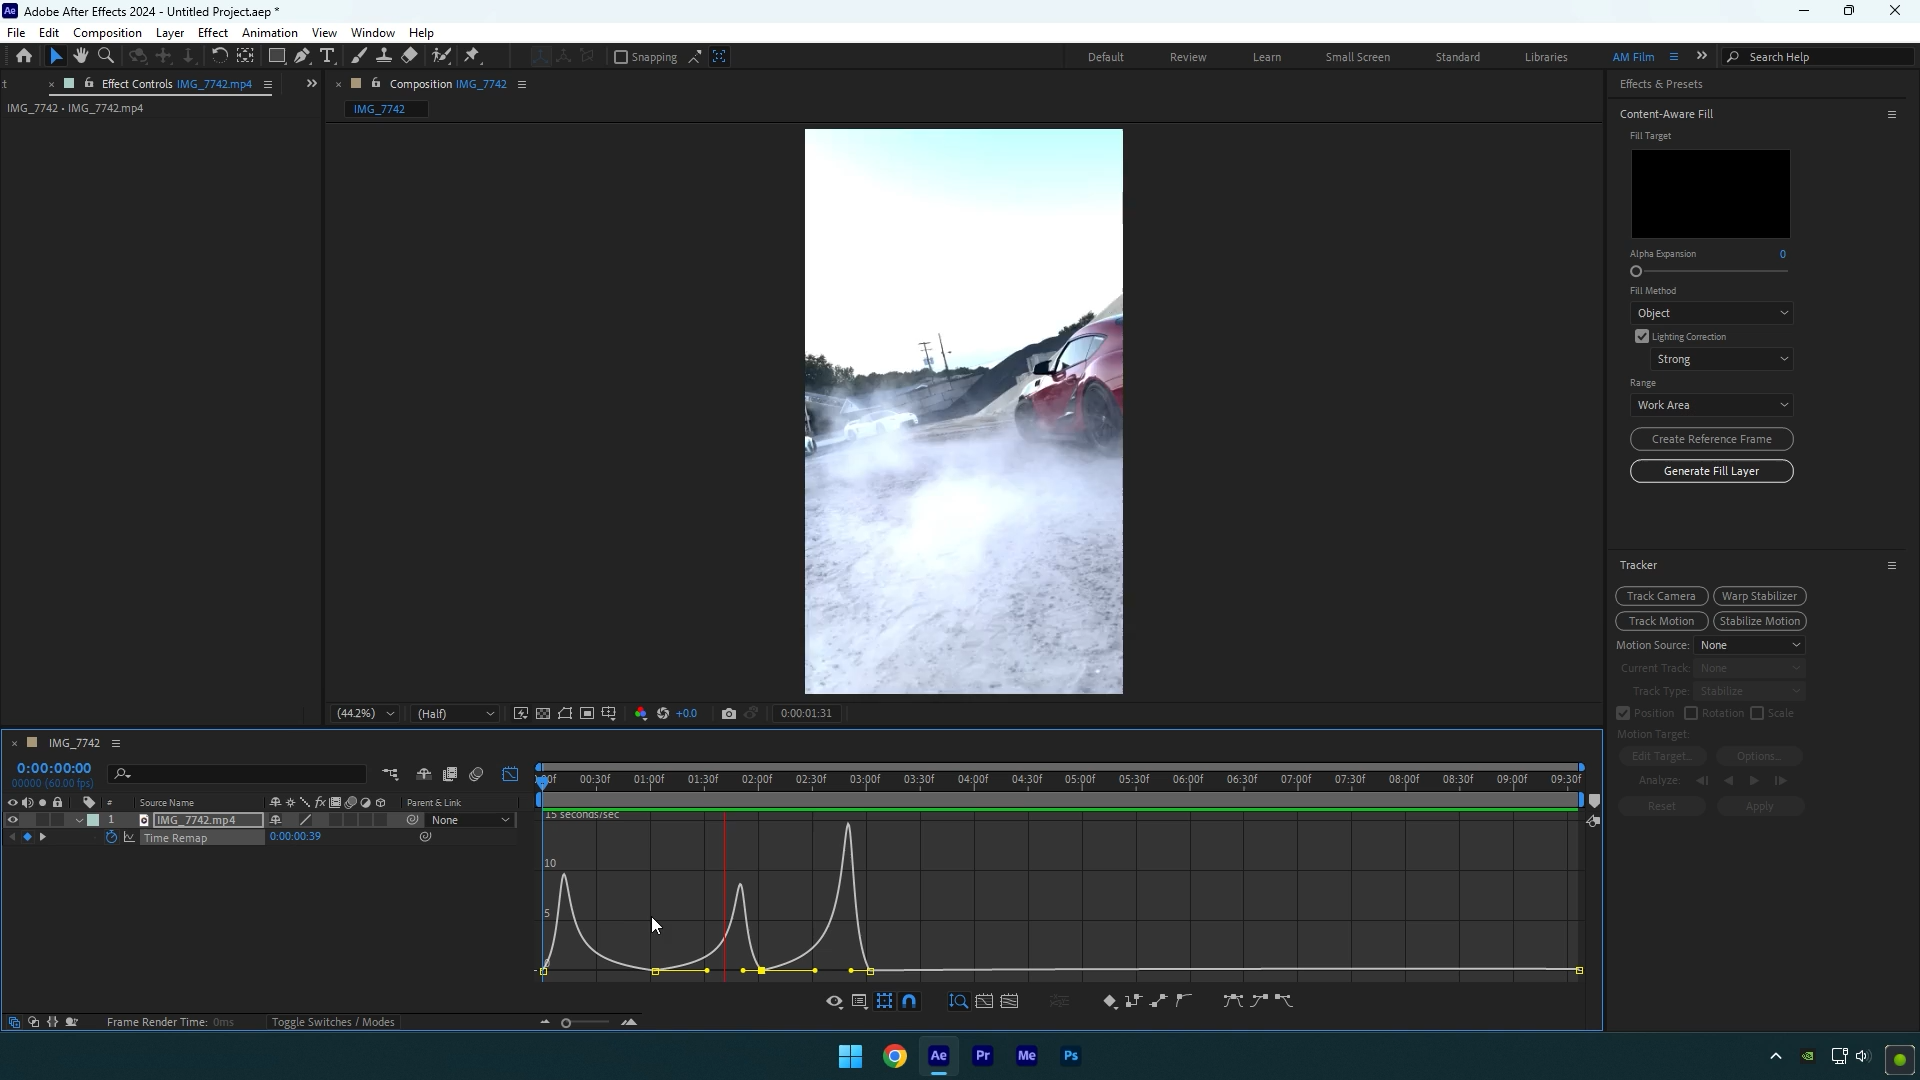 Ae Adobe After Effects 2024 - Untitled Project.aep *
File Edit Composition Layer Effect Animation View Window Help
Snapping
Default Review Learn Small Screen Standard Libraries AM Film Search Help
Effect Controls IMG_7742.mp4
IMG_7742 • IMG_7742.mp4
Composition IMG_7742
IMG_7742
Effects & Presets
Content-Aware Fill
Fill Target
Alpha Expansion 0
Fill Method
Object
Lighting Correction
Strong
Range
Work Area
Create Reference Frame
Generate Fill Layer
Tracker
Track Camera Warp Stabilizer
Track Motion Stabilize Motion
Motion Source: None
Current Track: None
Track Type: Stabilize
Position Rotation Scale
Motion Target:
Edit Target... Options...
Analyze:
Reset Apply
(44.2%) (Half) +0.0 0:00:01:31
IMG_7742
0:00:00:00
00000 (60.00 fps)
# Source Name fx Parent & Link
1 IMG_7742.mp4 None
Time Remap 0:00:00:39
00:30f 01:00f 01:30f 02:00f 02:30f 03:00f 03:30f 04:00f 04:30f 05:00f 05:30f 06:00f 06:30f 07:00f 07:30f 08:00f 08:30f 09:00f 09:30f
15 seconds/sec
10
5
0
Frame Render Time: 0ms Toggle Switches / Modes
Ae Pr Me Ps